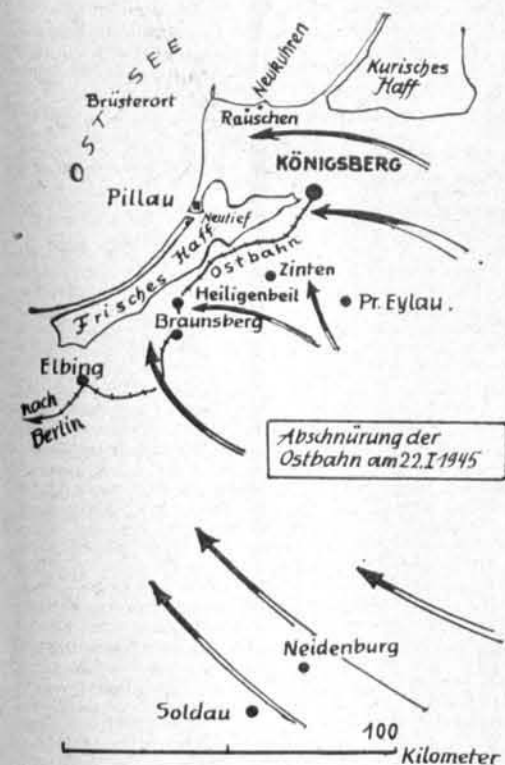 OSTSEE
Brüsterort
Neukuhren
Kurisches
Haff
Raüschen
KÖNIGSBERG
Pillau
Neutief
Frisches Haff
Ostbahn
Zinten
Heiligenbeil
Pr. Eylau.
Braunsberg
Elbing
nach
Berlin
Abschnürung der
Ostbahn am 22.I.1945
Neidenburg
Soldau
100
Kilometer